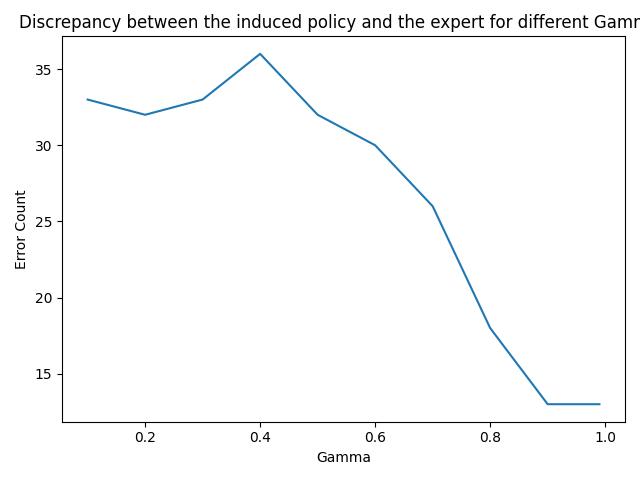 Discrepancy between the induced policy and the expert for different
35
30
25
20
15
Error Count
0.2 0.4 0.6 0.8 1.0
Gamma